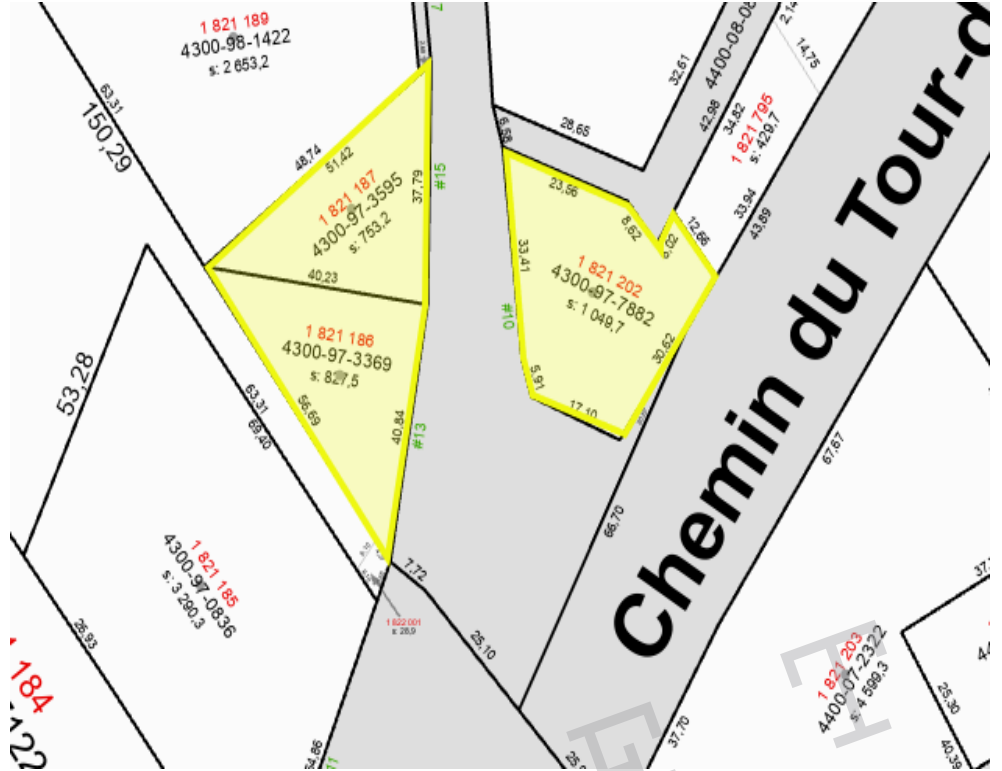 1 821 189
4300-98-1422
s: 2 653,2
63,31
150,29
48,74
51,42
1 821 187
4300-97-3595
s: 753,2
37,79
#15
40,23
1 821 186
4300-97-3369
s: 827,5
56,69
40,84
#13
63,31
69,40
53,28
1 821 185
4300-97-0836
s: 3 290,3
26,93
184
122
7,72
25,10
1 822 001
s: 28,9
6,58
28,65
32,61
4400-08-08
42,98
34,82
1 821 795
s: 429,7
2,14
14,75
33,94
43,89
23,56
8,62
12,66
33,41
#10
1 821 202
4300-97-7882
s: 1 049,7
30,62
5,91
17,10
66,70
Chemin du Tour-d
67,67
37,70
1 821 203
4400-07-2322
s: 4 599,3
25,30
40,39
E
T